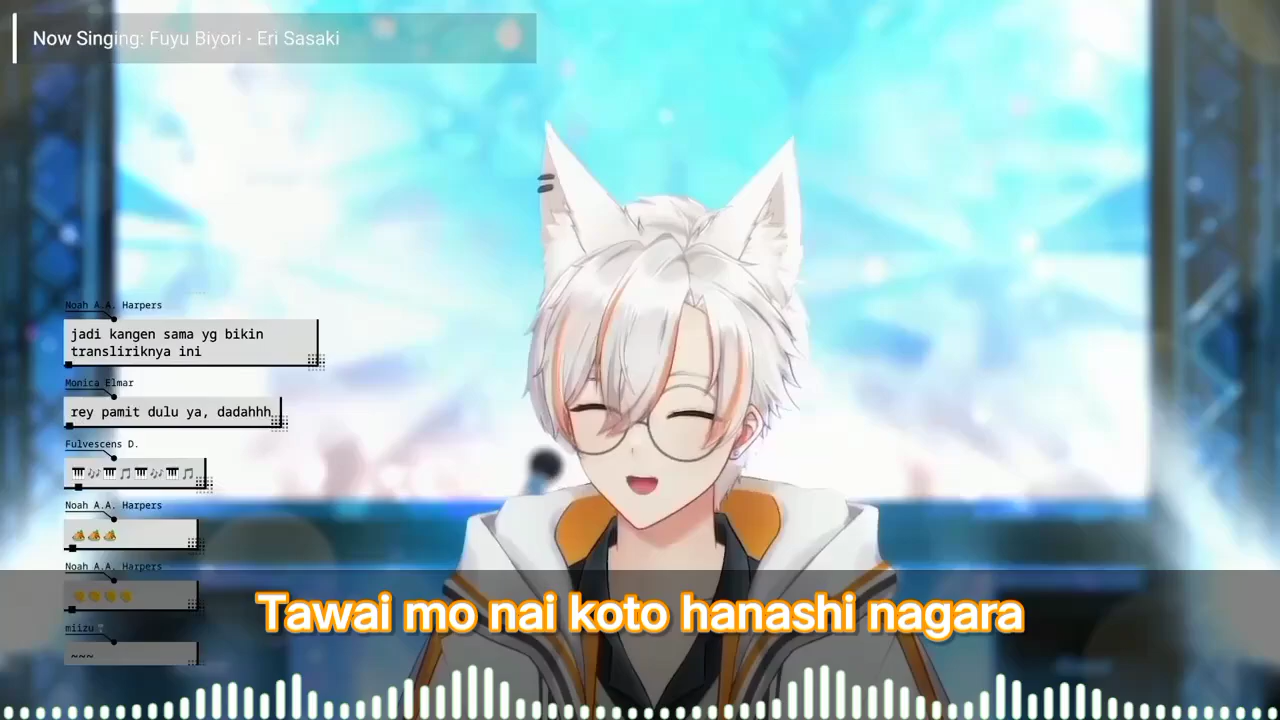 Now Singing: Fuyu Biyori - Eri Sasaki
Noah A.A. Harpers
jadi kangen sama yg bikin
transliriknya ini
Monica Elmar
rey pamit dulu ya, dadahhh
Fulvescens D.
🎹🎶🎹🎵🎹🎶🎹🎵
Noah A.A. Harpers
Noah A.A. Harpers
miizu
~~~
Tawai mo nai koto hanashi nagara